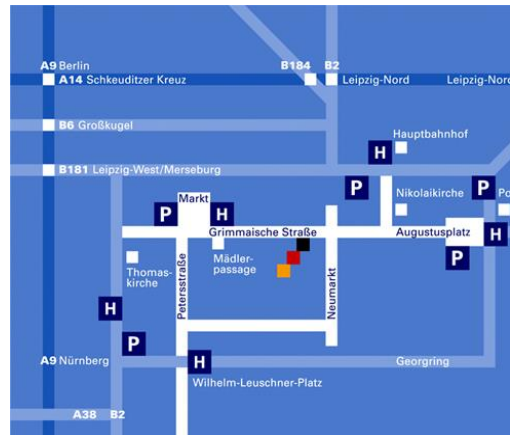 A9 Berlin
B184
B2
A14 Schkeuditzer Kreuz
Leipzig-Nord
Leipzig-Nord
B6 Großkugel
Hauptbahnhof
H
B181 Leipzig-West/Merseburg
P
P
Markt
P
H
Nikolaikirche
Grimmaische Straße
Augustusplatz
H
P
Thomas-
kirche
Petersstraße
Mädler-
passage
Neumarkt
H
P
A9 Nürnberg
H
Georgring
Wilhelm-Leuschner-Platz
A38
B2